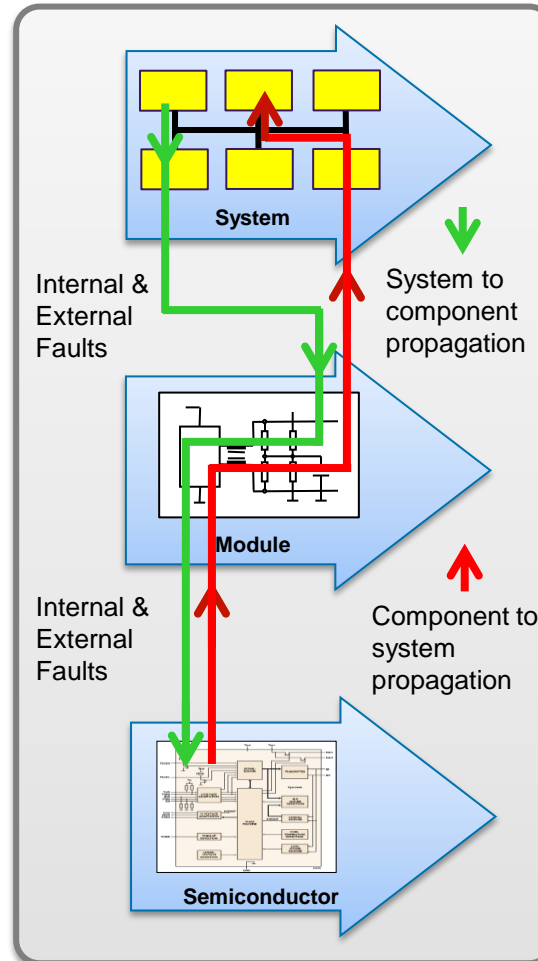 System
Internal &
External
Faults
System to
component
propagation
Module
Internal &
External
Faults
Component to
system
propagation
Semiconductor